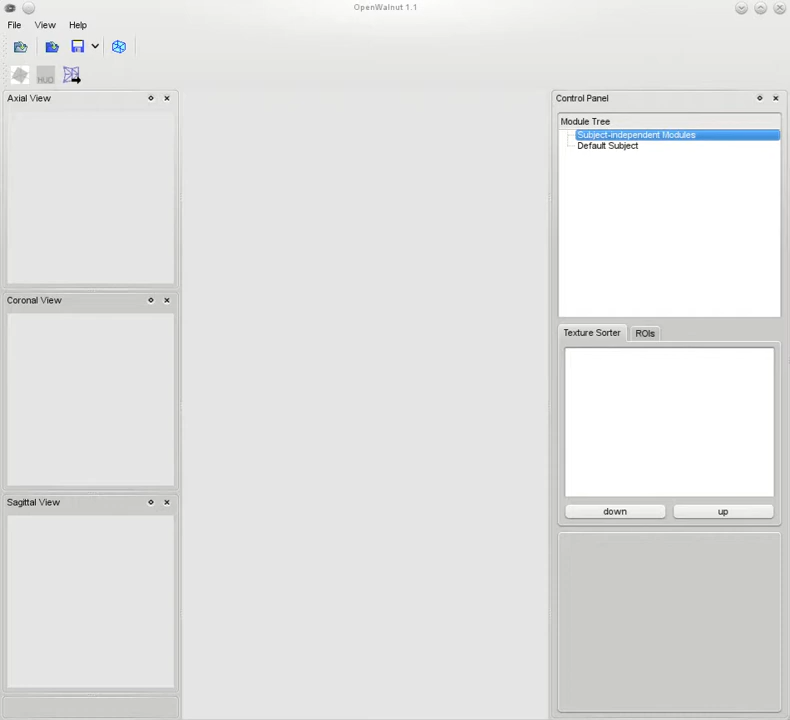 OpenWalnut 1.1
File View Help
HUD
Axial View
Coronal View
Sagittal View
Control Panel
Module Tree
Subject-independent Modules
Default Subject
Texture Sorter ROIs
down up